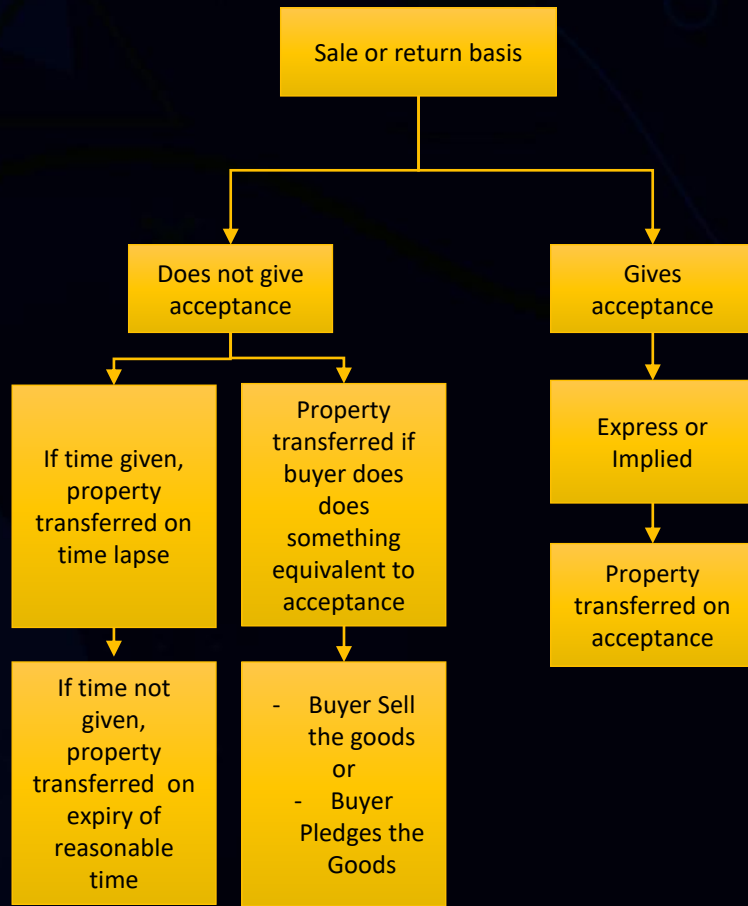 Sale or return basis
Does not give
acceptance
Gives
acceptance
If time given,
property
transferred on
time lapse
Property
transferred if
buyer does
does
something
equivalent to
acceptance
Express or
Implied
Property
transferred on
acceptance
If time not
given,
property
transferred on
expiry of
reasonable
time
- Buyer Sell
the goods
or
- Buyer
Pledges the
Goods